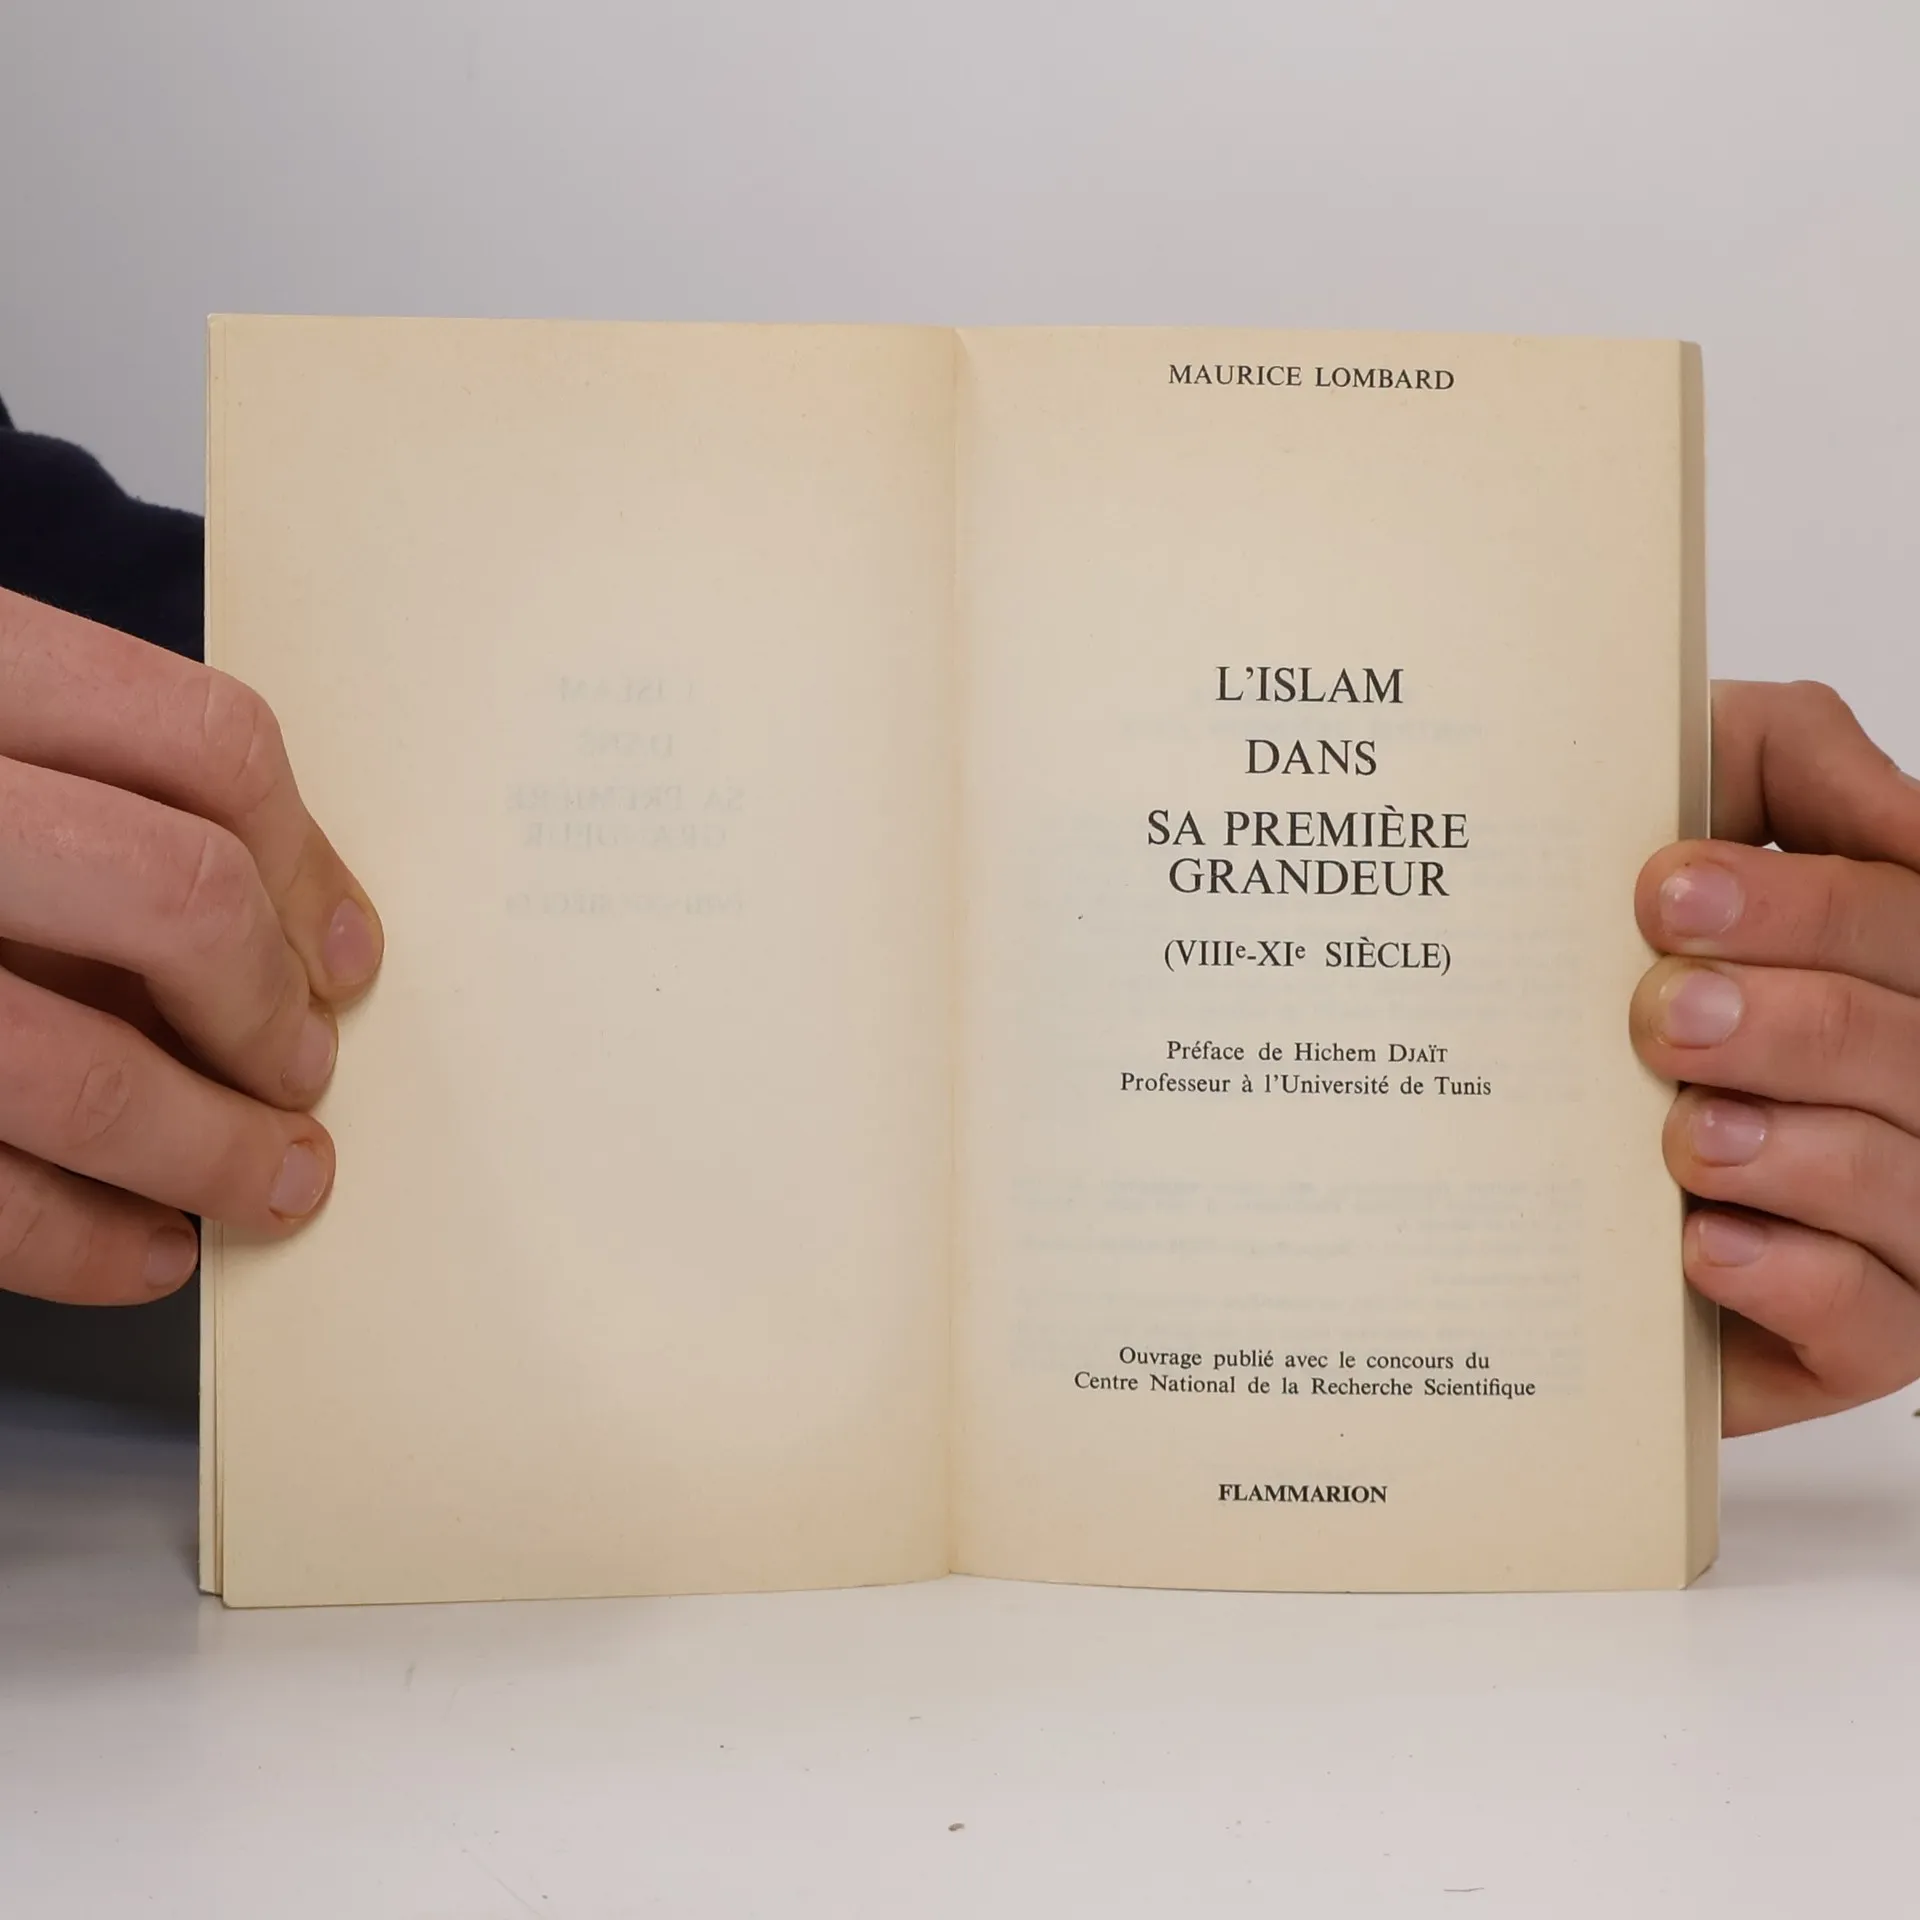 MAURICE LOMBARD
L'ISLAM
DANS
SA PREMIÈRE
GRANDEUR
(VIIIe-XIe SIÈCLE)
Préface de Hichem DJAÏT
Professeur à l'Université de Tunis
Ouvrage publié avec le concours du
Centre National de la Recherche Scientifique
FLAMMARION